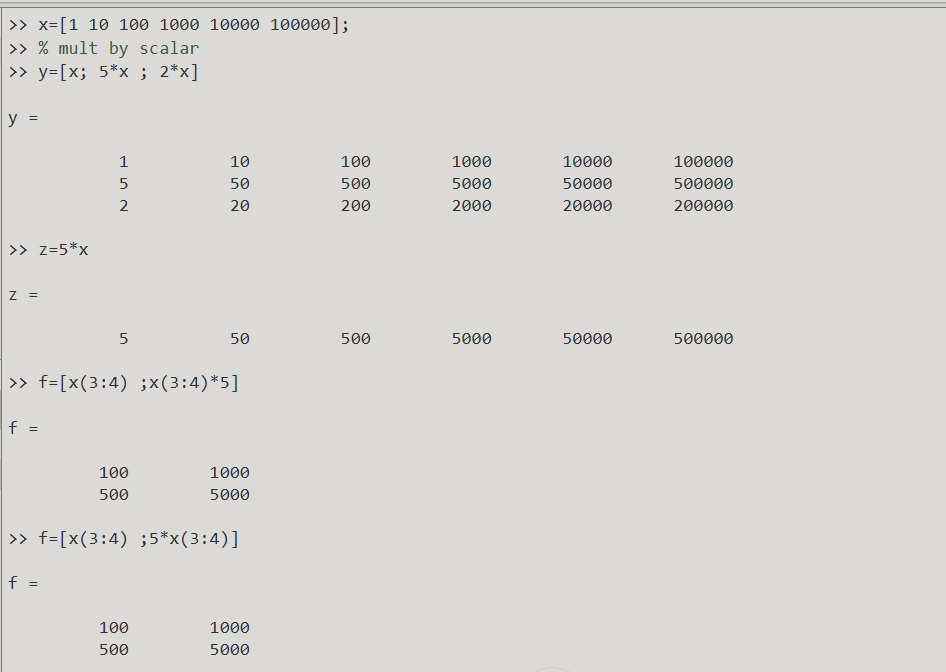 >> x=[1 10 100 1000 10000 100000];
>> % mult by scalar
>> y=[x; 5*x ; 2*x]
y =
1 10 100 1000 10000 100000
5 50 500 5000 50000 500000
2 20 200 2000 20000 200000
>> z=5*x
z =
5 50 500 5000 50000 500000
>> f=[x(3:4) ;x(3:4)*5]
f =
100 1000
500 5000
>> f=[x(3:4) ;5*x(3:4)]
f =
100 1000
500 5000